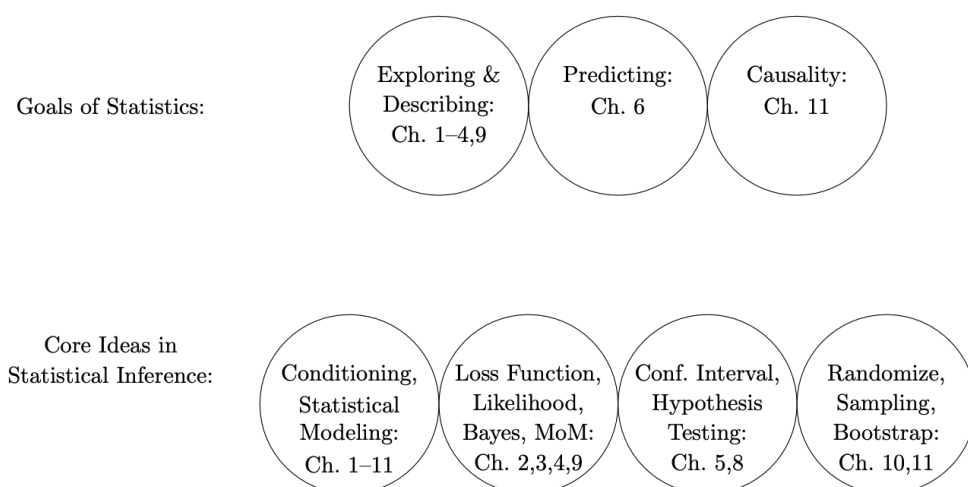 Goals of Statistics:
Exploring &
Describing:
Ch. 1–4,9
Predicting:
Ch. 6
Causality:
Ch. 11
Core Ideas in
Statistical Inference:
Conditioning,
Statistical
Modeling:
Ch. 1–11
Loss Function,
Likelihood,
Bayes, MoM:
Ch. 2,3,4,9
Conf. Interval,
Hypothesis
Testing:
Ch. 5,8
Randomize,
Sampling,
Bootstrap:
Ch. 10,11